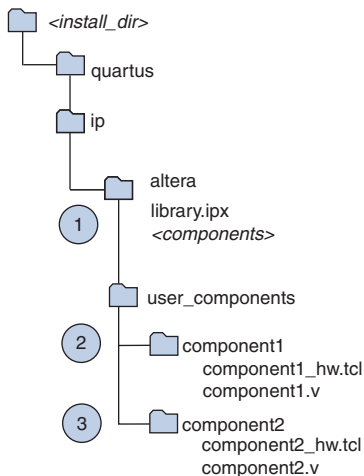 <install_dir>
quartus
ip
altera
library.ipx
1
<components>
user_components
2
component1
component1_hw.tcl
component1.v
3
component2
component2_hw.tcl
component2.v